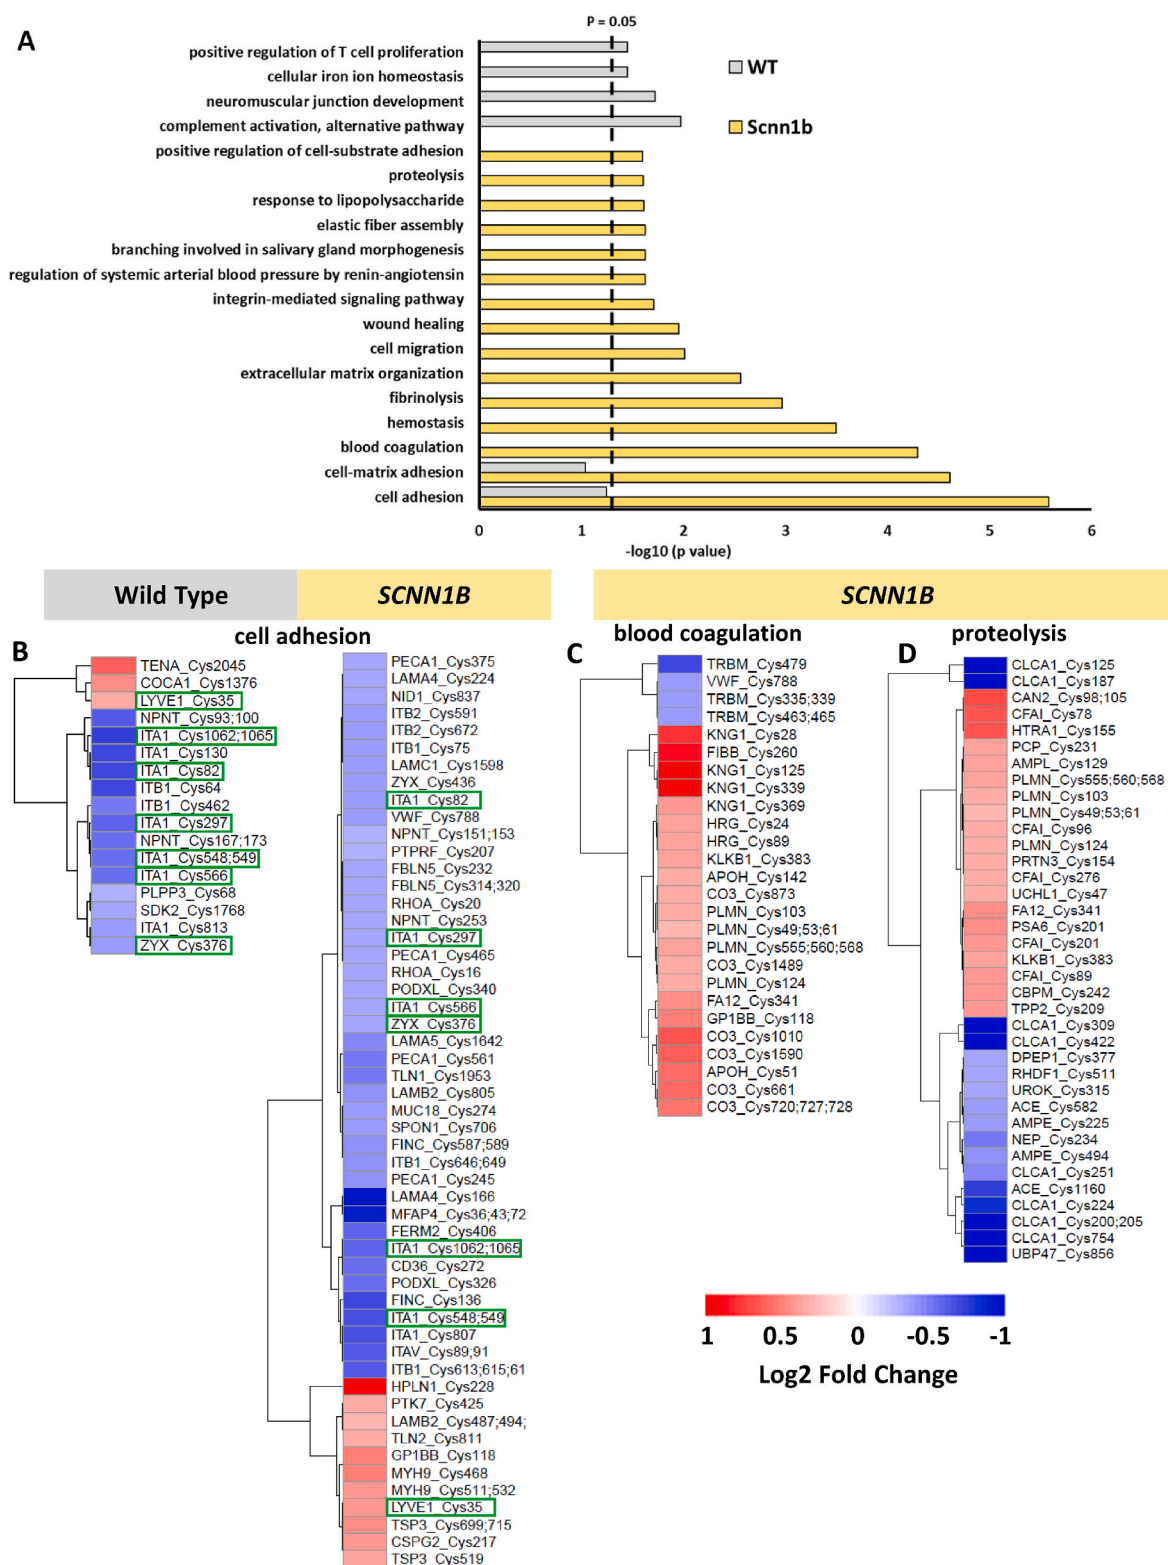 P = 0.05
A
positive regulation of T cell proliferation
cellular iron ion homeostasis
neuromuscular junction development
complement activation, alternative pathway
positive regulation of cell-substrate adhesion
proteolysis
response to lipopolysaccharide
elastic fiber assembly
branching involved in salivary gland morphogenesis
regulation of systemic arterial blood pressure by renin-angiotensin
integrin-mediated signaling pathway
wound healing
cell migration
extracellular matrix organization
fibrinolysis
hemostasis
blood coagulation
cell-matrix adhesion
cell adhesion
WT
Scnn1b
0 1 2 3 4 5 6
-log10 (p value)
Wild Type
SCNN1B
SCNN1B
cell adhesion
B
TENA_Cys2045
COCA1_Cys1376
LYVE1_Cys35
NPNT_Cys93;100
ITA1_Cys1062;1065
ITA1_Cys130
ITA1_Cys82
ITB1_Cys64
ITB1_Cys462
ITA1_Cys297
NPNT_Cys167;173
ITA1_Cys548;549
ITA1_Cys566
PLPP3_Cys68
SDK2_Cys1768
ITA1_Cys813
ZYX_Cys376
PECA1_Cys375
LAMA4_Cys224
NID1_Cys837
ITB2_Cys591
ITB2_Cys672
ITB1_Cys75
LAMC1_Cys1598
ZYX_Cys436
ITA1_Cys82
VWF_Cys788
NPNT_Cys151;153
PTPRF_Cys207
FBLN5_Cys232
FBLN5_Cys314;320
RHOA_Cys20
NPNT_Cys253
ITA1_Cys297
PECA1_Cys465
RHOA_Cys16
PODXL_Cys340
ITA1_Cys566
ZYX_Cys376
LAMA5_Cys1642
PECA1_Cys561
TLN1_Cys1953
LAMB2_Cys805
MUC18_Cys274
SPON1_Cys706
FINC_Cys587;589
ITB1_Cys646;649
PECA1_Cys245
LAMA4_Cys166
MFAP4_Cys36;43;72
FERM2_Cys406
ITA1_Cys1062;1065
CD36_Cys272
PODXL_Cys326
FINC_Cys136
ITA1_Cys548;549
ITA1_Cys807
ITAV_Cys89;91
ITB1_Cys613;615;61
HPLN1_Cys228
PTK7_Cys425
LAMB2_Cys487;494;
TLN2_Cys811
GP1BB_Cys118
MYH9_Cys468
MYH9_Cys511;532
LYVE1_Cys35
TSP3_Cys699;715
CSPG2_Cys217
TSP3_Cys519
blood coagulation
C
TRBM_Cys479
VWF_Cys788
TRBM_Cys335;339
TRBM_Cys463;465
KNG1_Cys28
FIBB_Cys260
KNG1_Cys125
KNG1_Cys339
KNG1_Cys369
HRG_Cys24
HRG_Cys89
KLKB1_Cys383
APOH_Cys142
CO3_Cys873
PLMN_Cys103
PLMN_Cys49;53;61
PLMN_Cys555;560;568
CO3_Cys1489
PLMN_Cys124
FA12_Cys341
GP1BB_Cys118
CO3_Cys1010
CO3_Cys1590
APOH_Cys51
CO3_Cys661
CO3_Cys720;727;728
proteolysis
D
CLCA1_Cys125
CLCA1_Cys187
CAN2_Cys98;105
CFAI_Cys78
HTRA1_Cys155
PCP_Cys231
AMPL_Cys129
PLMN_Cys555;560;568
PLMN_Cys103
PLMN_Cys49;53;61
CFAI_Cys96
PLMN_Cys124
PRTN3_Cys154
CFAI_Cys276
UCHL1_Cys47
FA12_Cys341
PSA6_Cys201
CFAI_Cys201
KLKB1_Cys383
CFAI_Cys89
CBPM_Cys242
TPP2_Cys209
CLCA1_Cys309
CLCA1_Cys422
DPEP1_Cys377
RHDF1_Cys511
UROK_Cys315
ACE_Cys582
AMPE_Cys225
NEP_Cys234
AMPE_Cys494
CLCA1_Cys251
ACE_Cys1160
CLCA1_Cys224
CLCA1_Cys200;205
CLCA1_Cys754
UBP47_Cys856
1 0.5 0 -0.5 -1
Log2 Fold Change